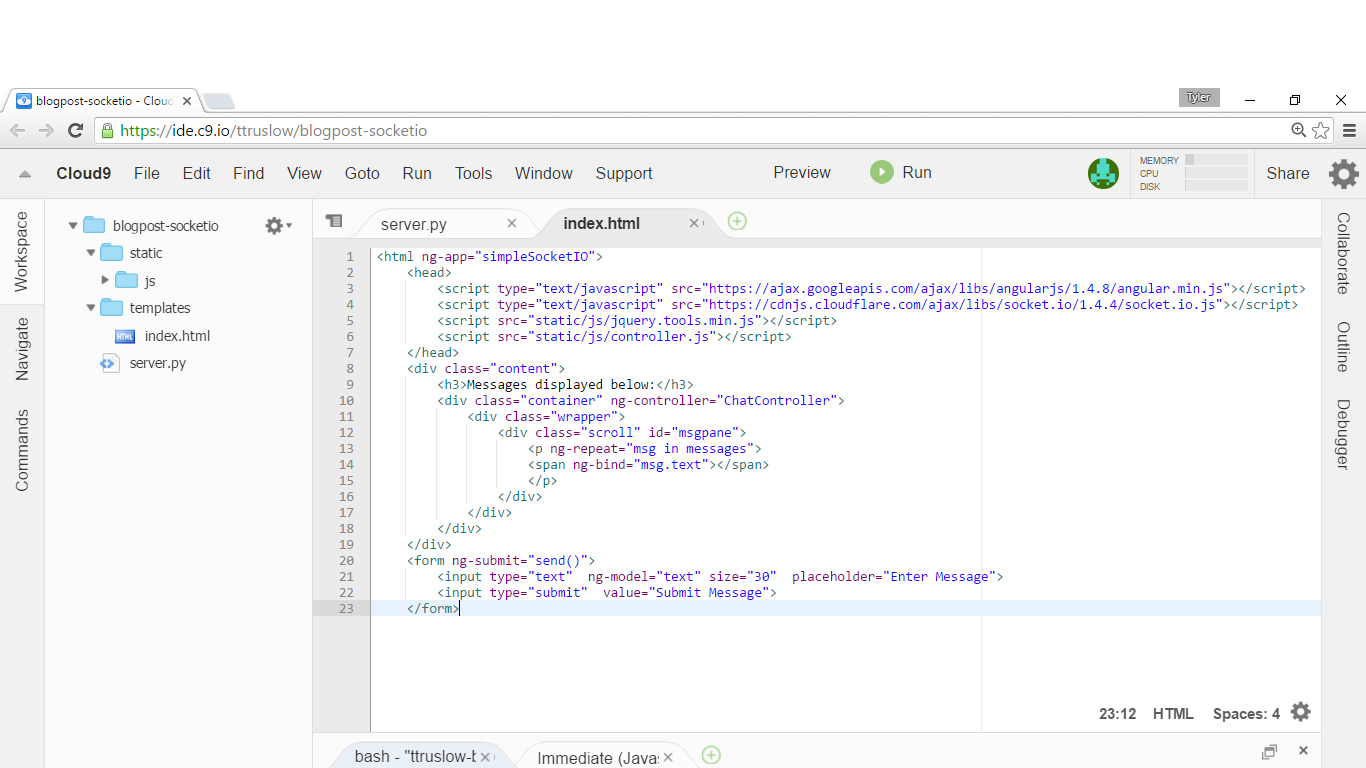 blogpost-socketio - Cloud
Tyler
https://ide.c9.io/ttruslow/blogpost-socketio
Cloud9 File Edit Find View Goto Run Tools Window Support Preview Run MEMORY CPU DISK Share
Workspace
Navigate
Commands
blogpost-socketio
static
js
templates
HTML index.html
server.py
server.py index.html
1 <html ng-app="simpleSocketIO">
2 <head>
3 <script type="text/javascript" src="https://ajax.googleapis.com/ajax/libs/angularjs/1.4.8/angular.min.js"></script>
4 <script type="text/javascript" src="https://cdnjs.cloudflare.com/ajax/libs/socket.io/1.4.4/socket.io.js"></script>
5 <script src="static/js/jquery.tools.min.js"></script>
6 <script src="static/js/controller.js"></script>
7 </head>
8 <div class="content">
9 <h3>Messages displayed below:</h3>
10 <div class="container" ng-controller="ChatController">
11 <div class="wrapper">
12 <div class="scroll" id="msgpane">
13 <p ng-repeat="msg in messages">
14 <span ng-bind="msg.text"></span>
15 </p>
16 </div>
17 </div>
18 </div>
19 </div>
20 <form ng-submit="send()">
21 <input type="text"  ng-model="text" size="30"  placeholder="Enter Message">
22 <input type="submit"  value="Submit Message">
23 </form>
23:12 HTML Spaces: 4
bash - "ttruslow-b Immediate (Javas
Collaborate
Outline
Debugger